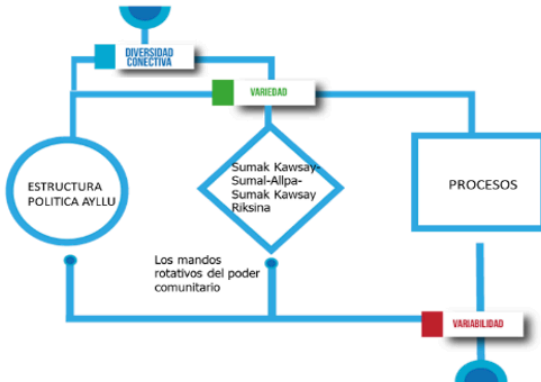 DIVERSIDAD
CONECTIVA
VARIEDAD
ESTRUCTURA
POLITICA AYLLU
Sumak Kawsay-
Sumal-Allpa-
Sumak Kawsay
Riksina
PROCESOS
Los mandos
rotativos del poder
comunitario
VARIABILIDAD